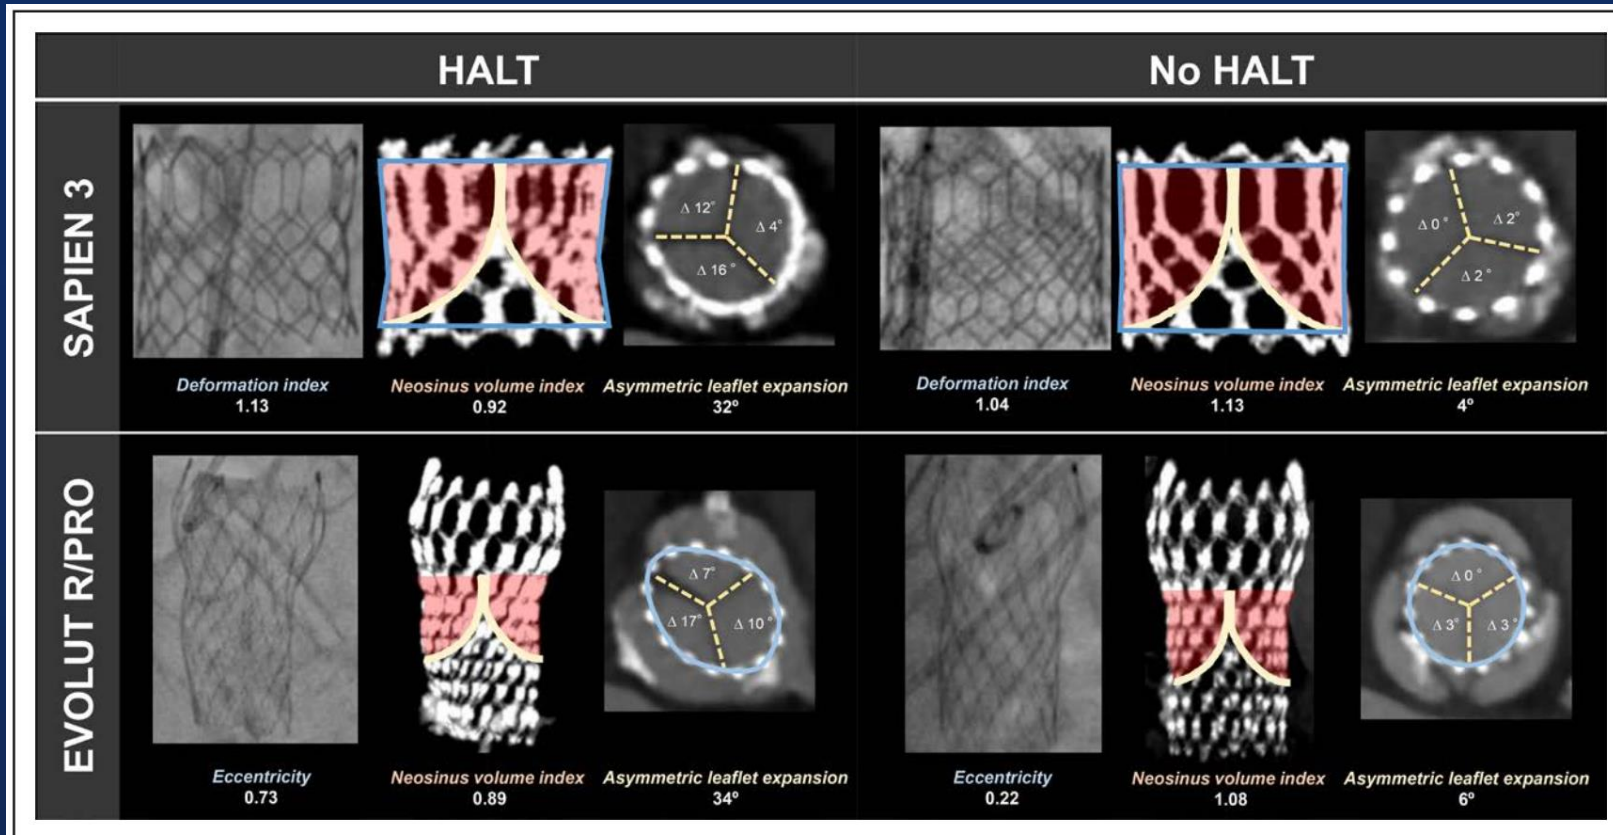 HALT
No HALT
SAPIEN 3
Δ 12°
Δ 4°
Δ 16°
Δ 0°
Δ 2°
Δ 2°
Deformation index
1.13
Neosinus volume index
0.92
Asymmetric leaflet expansion
32º
Deformation index
1.04
Neosinus volume index
1.13
Asymmetric leaflet expansion
4º
EVOLUT R/PRO
Δ 7°
Δ 17°
Δ 10°
Δ 0°
Δ 3°
Δ 3°
Eccentricity
0.73
Neosinus volume index
0.89
Asymmetric leaflet expansion
34º
Eccentricity
0.22
Neosinus volume index
1.08
Asymmetric leaflet expansion
6º